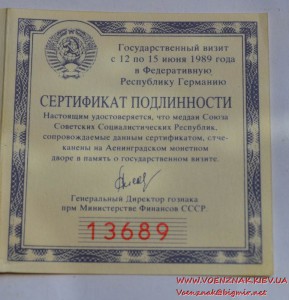 Государственный визит
с 12 по 15 июня 1989 года
в Федеративную
Республику Германию
СЕРТИФИКАТ ПОДЛИННОСТИ
Настоящим удостоверяется, что медали Союза
Советских Социалистических Республик,
сопровождаемые данным сертификатом, отче-
канены на Ленинградском монетном
дворе в память о государственном визите.
Генеральный Директор гознака
при Министерстве Финансов СССР
13689
WWW.VOENZNAK.KIEV.UA
Voenznak@bigmir.net